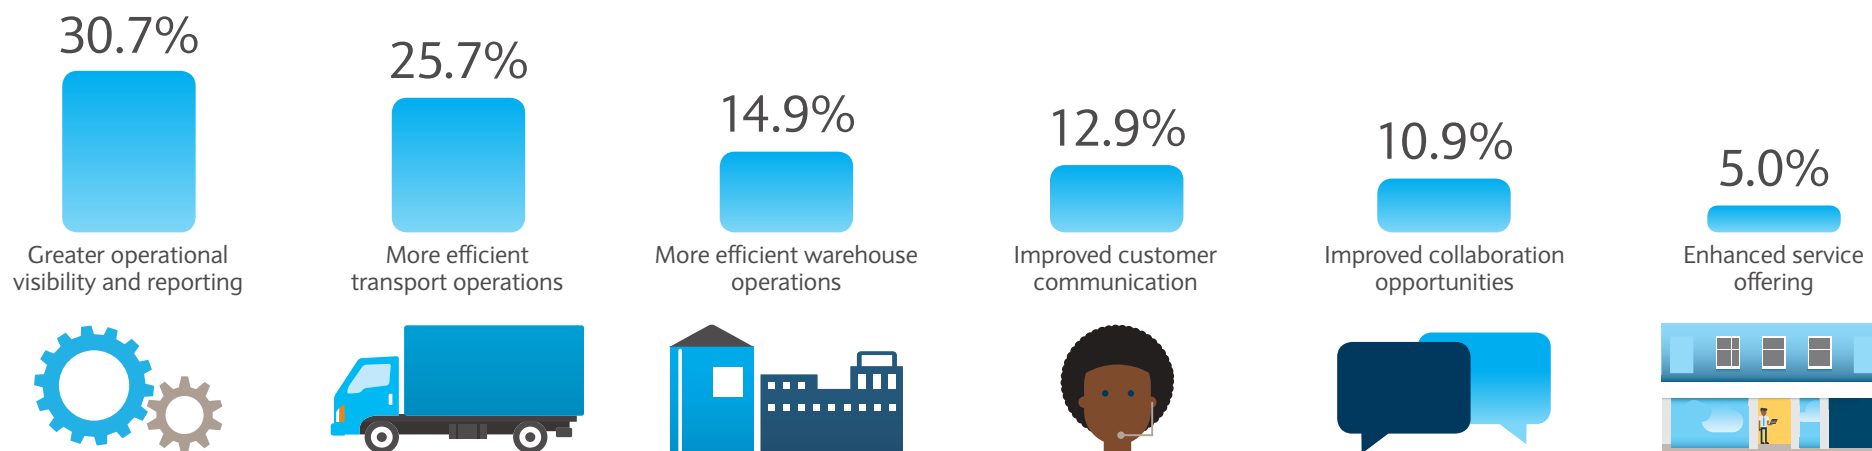 30.7%
Greater operational
visibility and reporting
25.7%
More efficient
transport operations
14.9%
More efficient warehouse
operations
12.9%
Improved customer
communication
10.9%
Improved collaboration
opportunities
5.0%
Enhanced service
offering